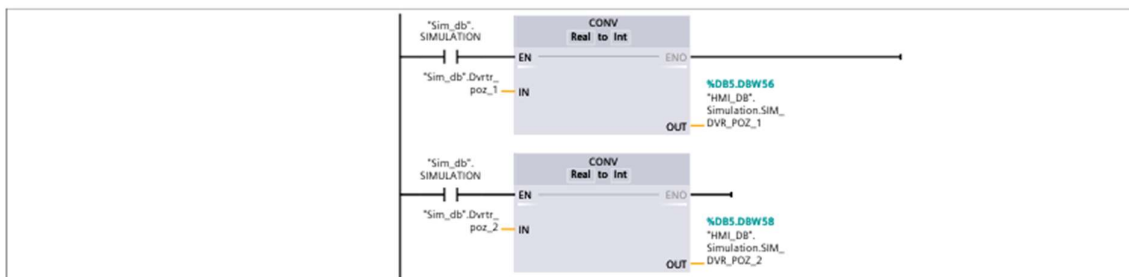 "Sim_db".
SIMULATION
CONV
Real to Int
EN
ENO
"Sim_db".Dvrtr_
poz_1
IN
%DB5.DBW56
"HMI_DB".
Simulation.SIM_
DVR_POZ_1
OUT
"Sim_db".
SIMULATION
CONV
Real to Int
EN
ENO
"Sim_db".Dvrtr_
poz_2
IN
%DB5.DBW58
"HMI_DB".
Simulation.SIM_
DVR_POZ_2
OUT